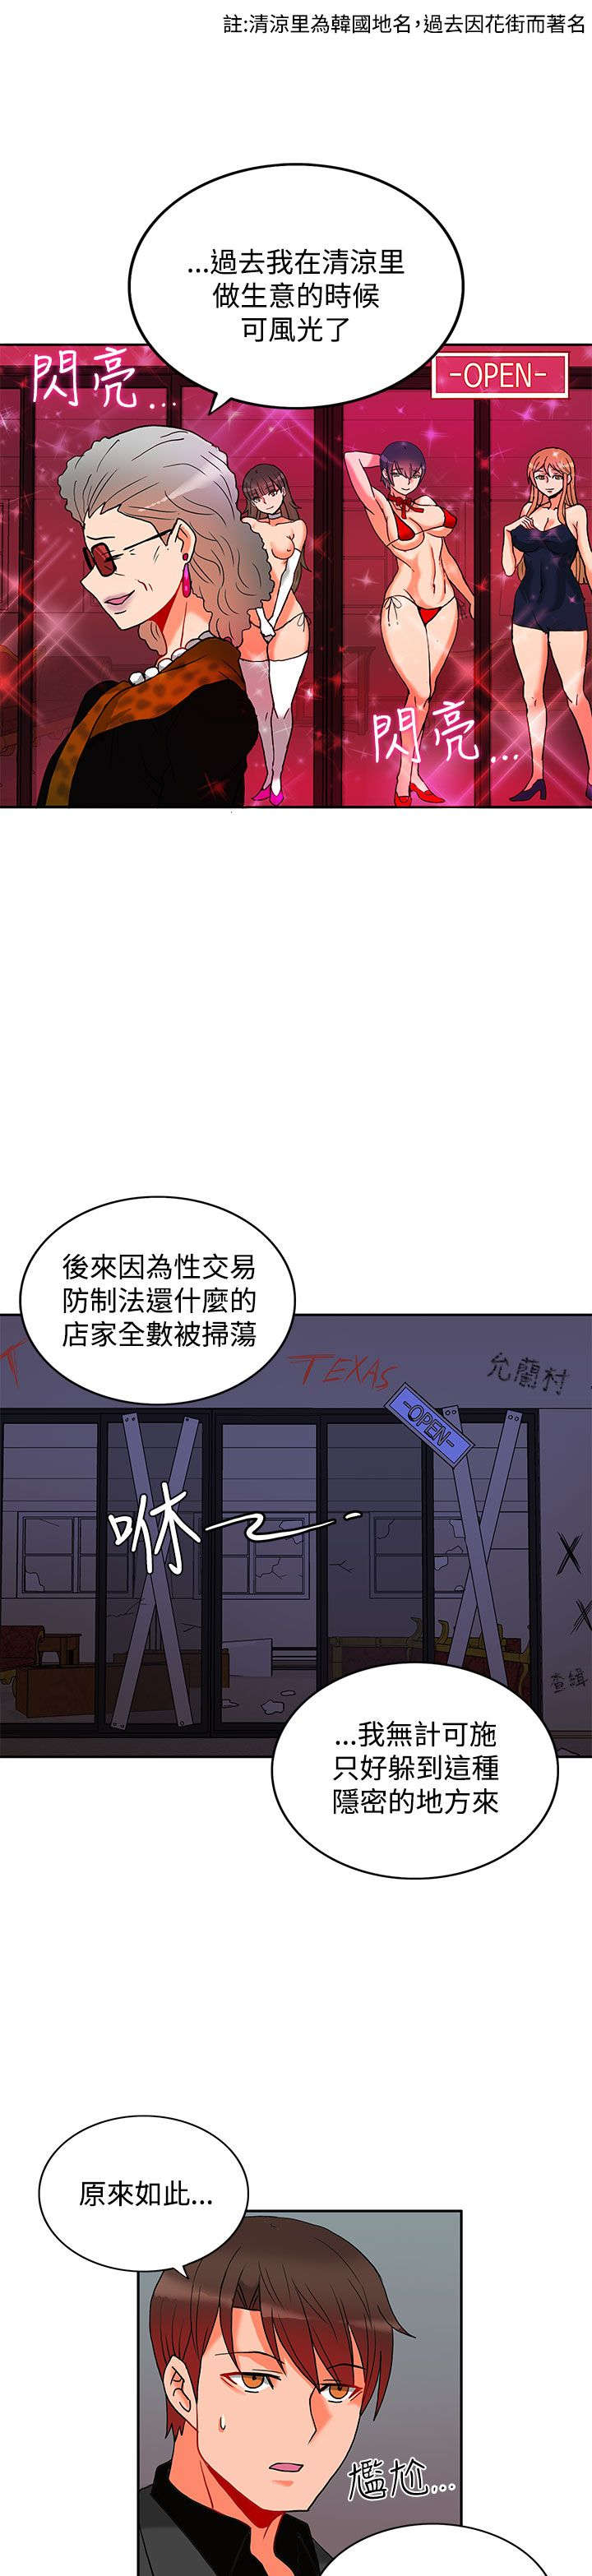 註:清涼里為韓國地名,過去因花街而著名
...過去我在清涼里
做生意的時候
可風光了
閃亮...
-OPEN-
閃亮...
後來因為性交易
防制法還什麼的
店家全數被掃蕩
T
TEXAS
允蘭村
-OPEN-
咻
查緝
...我無計可施
只好躲到這種
隱密的地方來
原來如此...
尷尬...